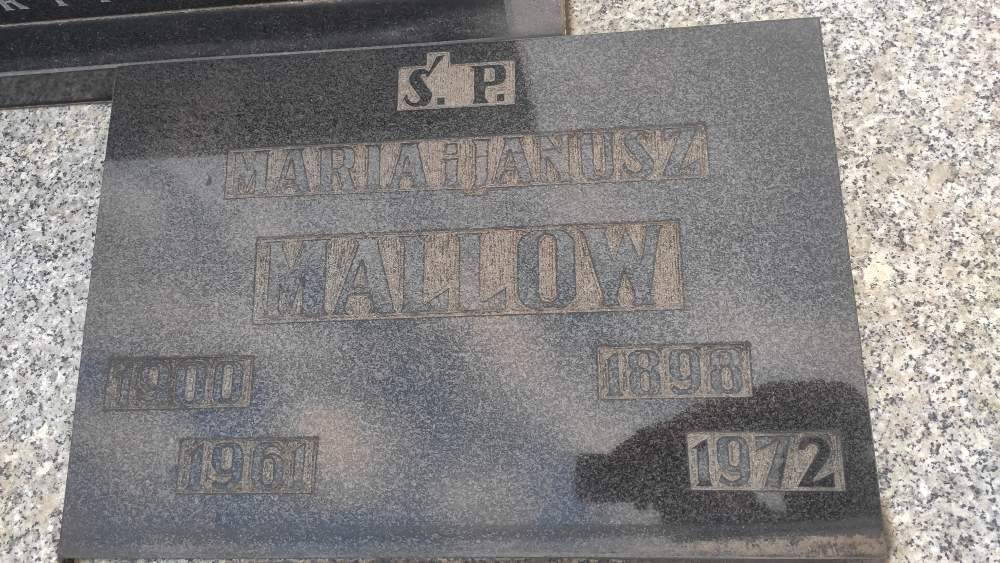 Ś. P.
MARIA i JANUSZ
MALLOW
1900 1898
1961 1972